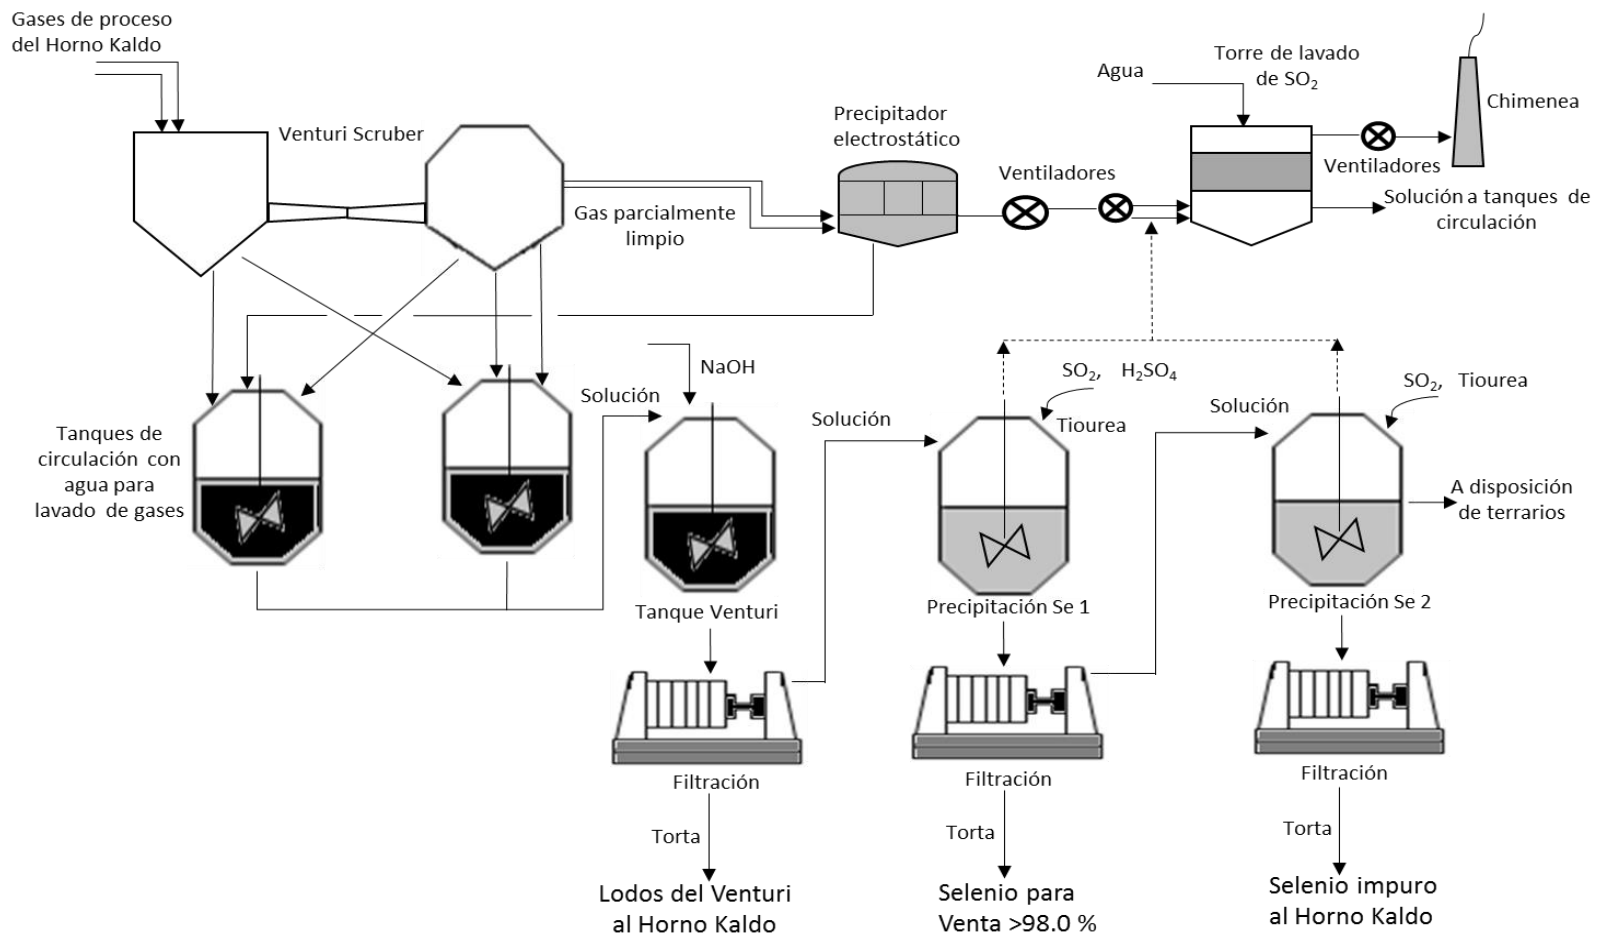 Gases de proceso
del Horno Kaldo
Venturi Scruber
Gas parcialmente
limpio
Precipitador
electrostático
Ventiladores
Agua
Torre de lavado
de SO₂
Ventiladores
Chimenea
Solución a tanques de
circulación
Tanques de
circulación con
agua para
lavado de gases
Solución
NaOH
Tanque Venturi
Solución
SO₂, H₂SO₄
Tiourea
Precipitación Se 1
Solución
SO₂, Tiourea
A disposición
de terrarios
Precipitación Se 2
Filtración
Filtración
Filtración
Torta
Torta
Torta
Lodos del Venturi
al Horno Kaldo
Selenio para
Venta >98.0 %
Selenio impuro
al Horno Kaldo